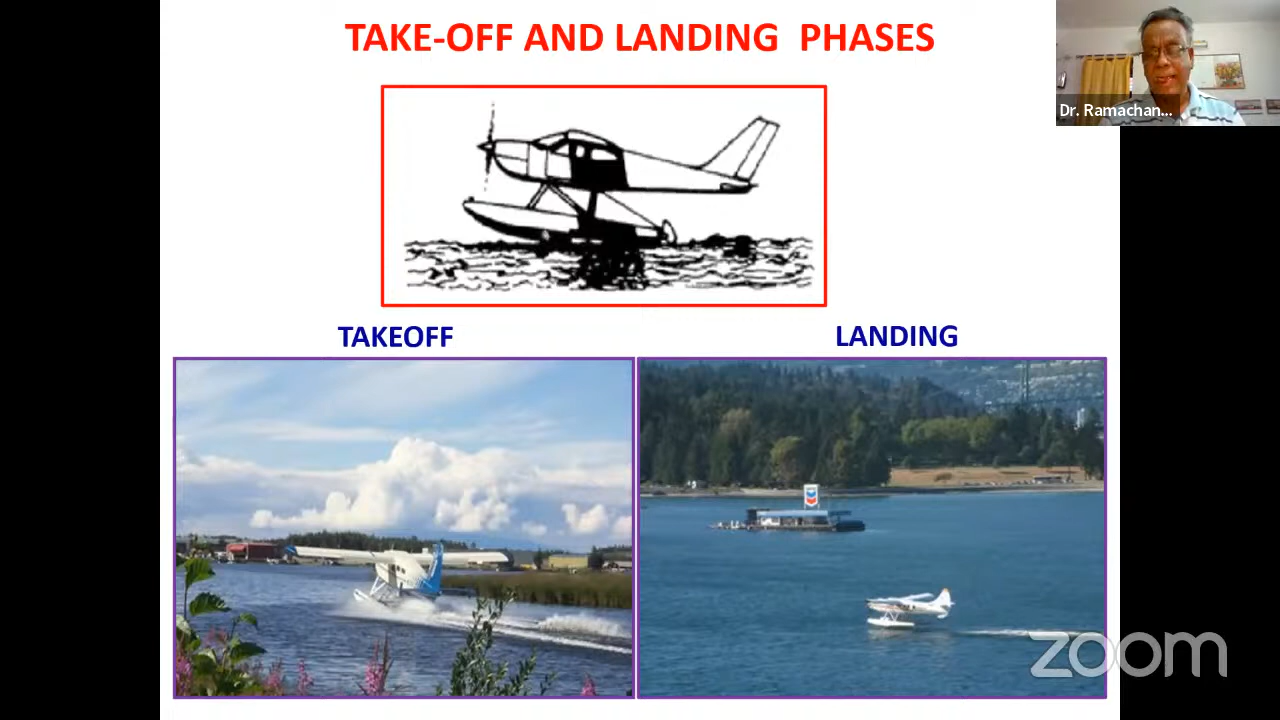 TAKE-OFF AND LANDING PHASES
Dr. Ramachan...
TAKEOFF
LANDING
zoom